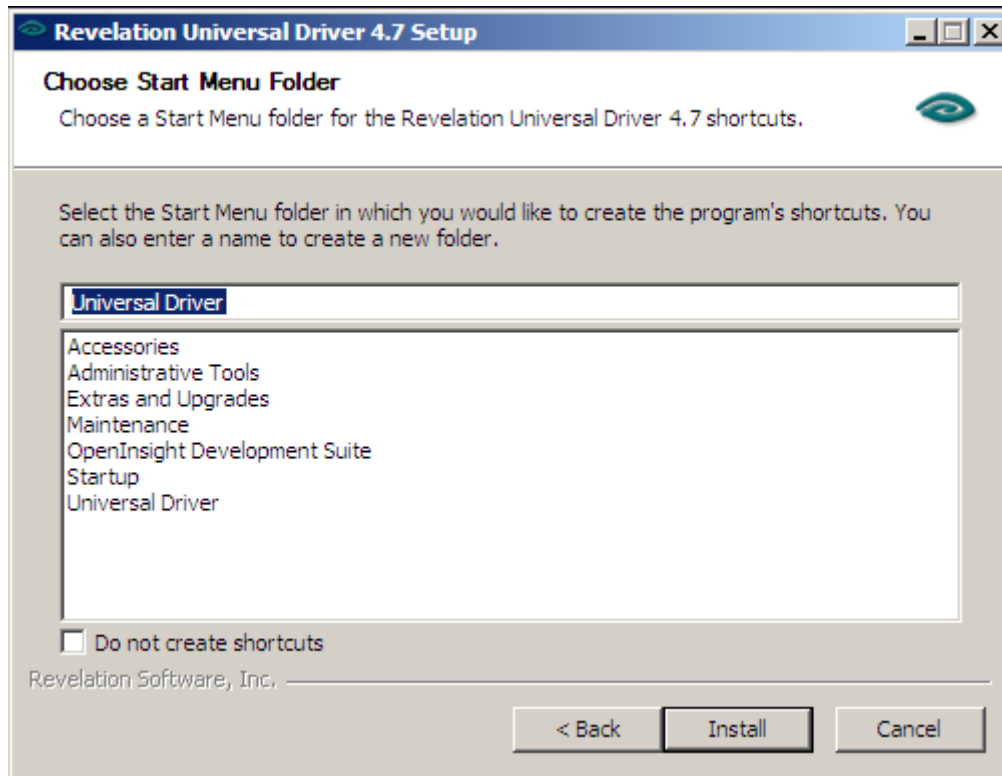 Revelation Universal Driver 4.7 Setup
Choose Start Menu Folder
Choose a Start Menu folder for the Revelation Universal Driver 4.7 shortcuts.
Select the Start Menu folder in which you would like to create the program's shortcuts. You
can also enter a name to create a new folder.
Universal Driver
Accessories
Administrative Tools
Extras and Upgrades
Maintenance
OpenInsight Development Suite
Startup
Universal Driver
Do not create shortcuts
Revelation Software, Inc.
< Back
Install
Cancel